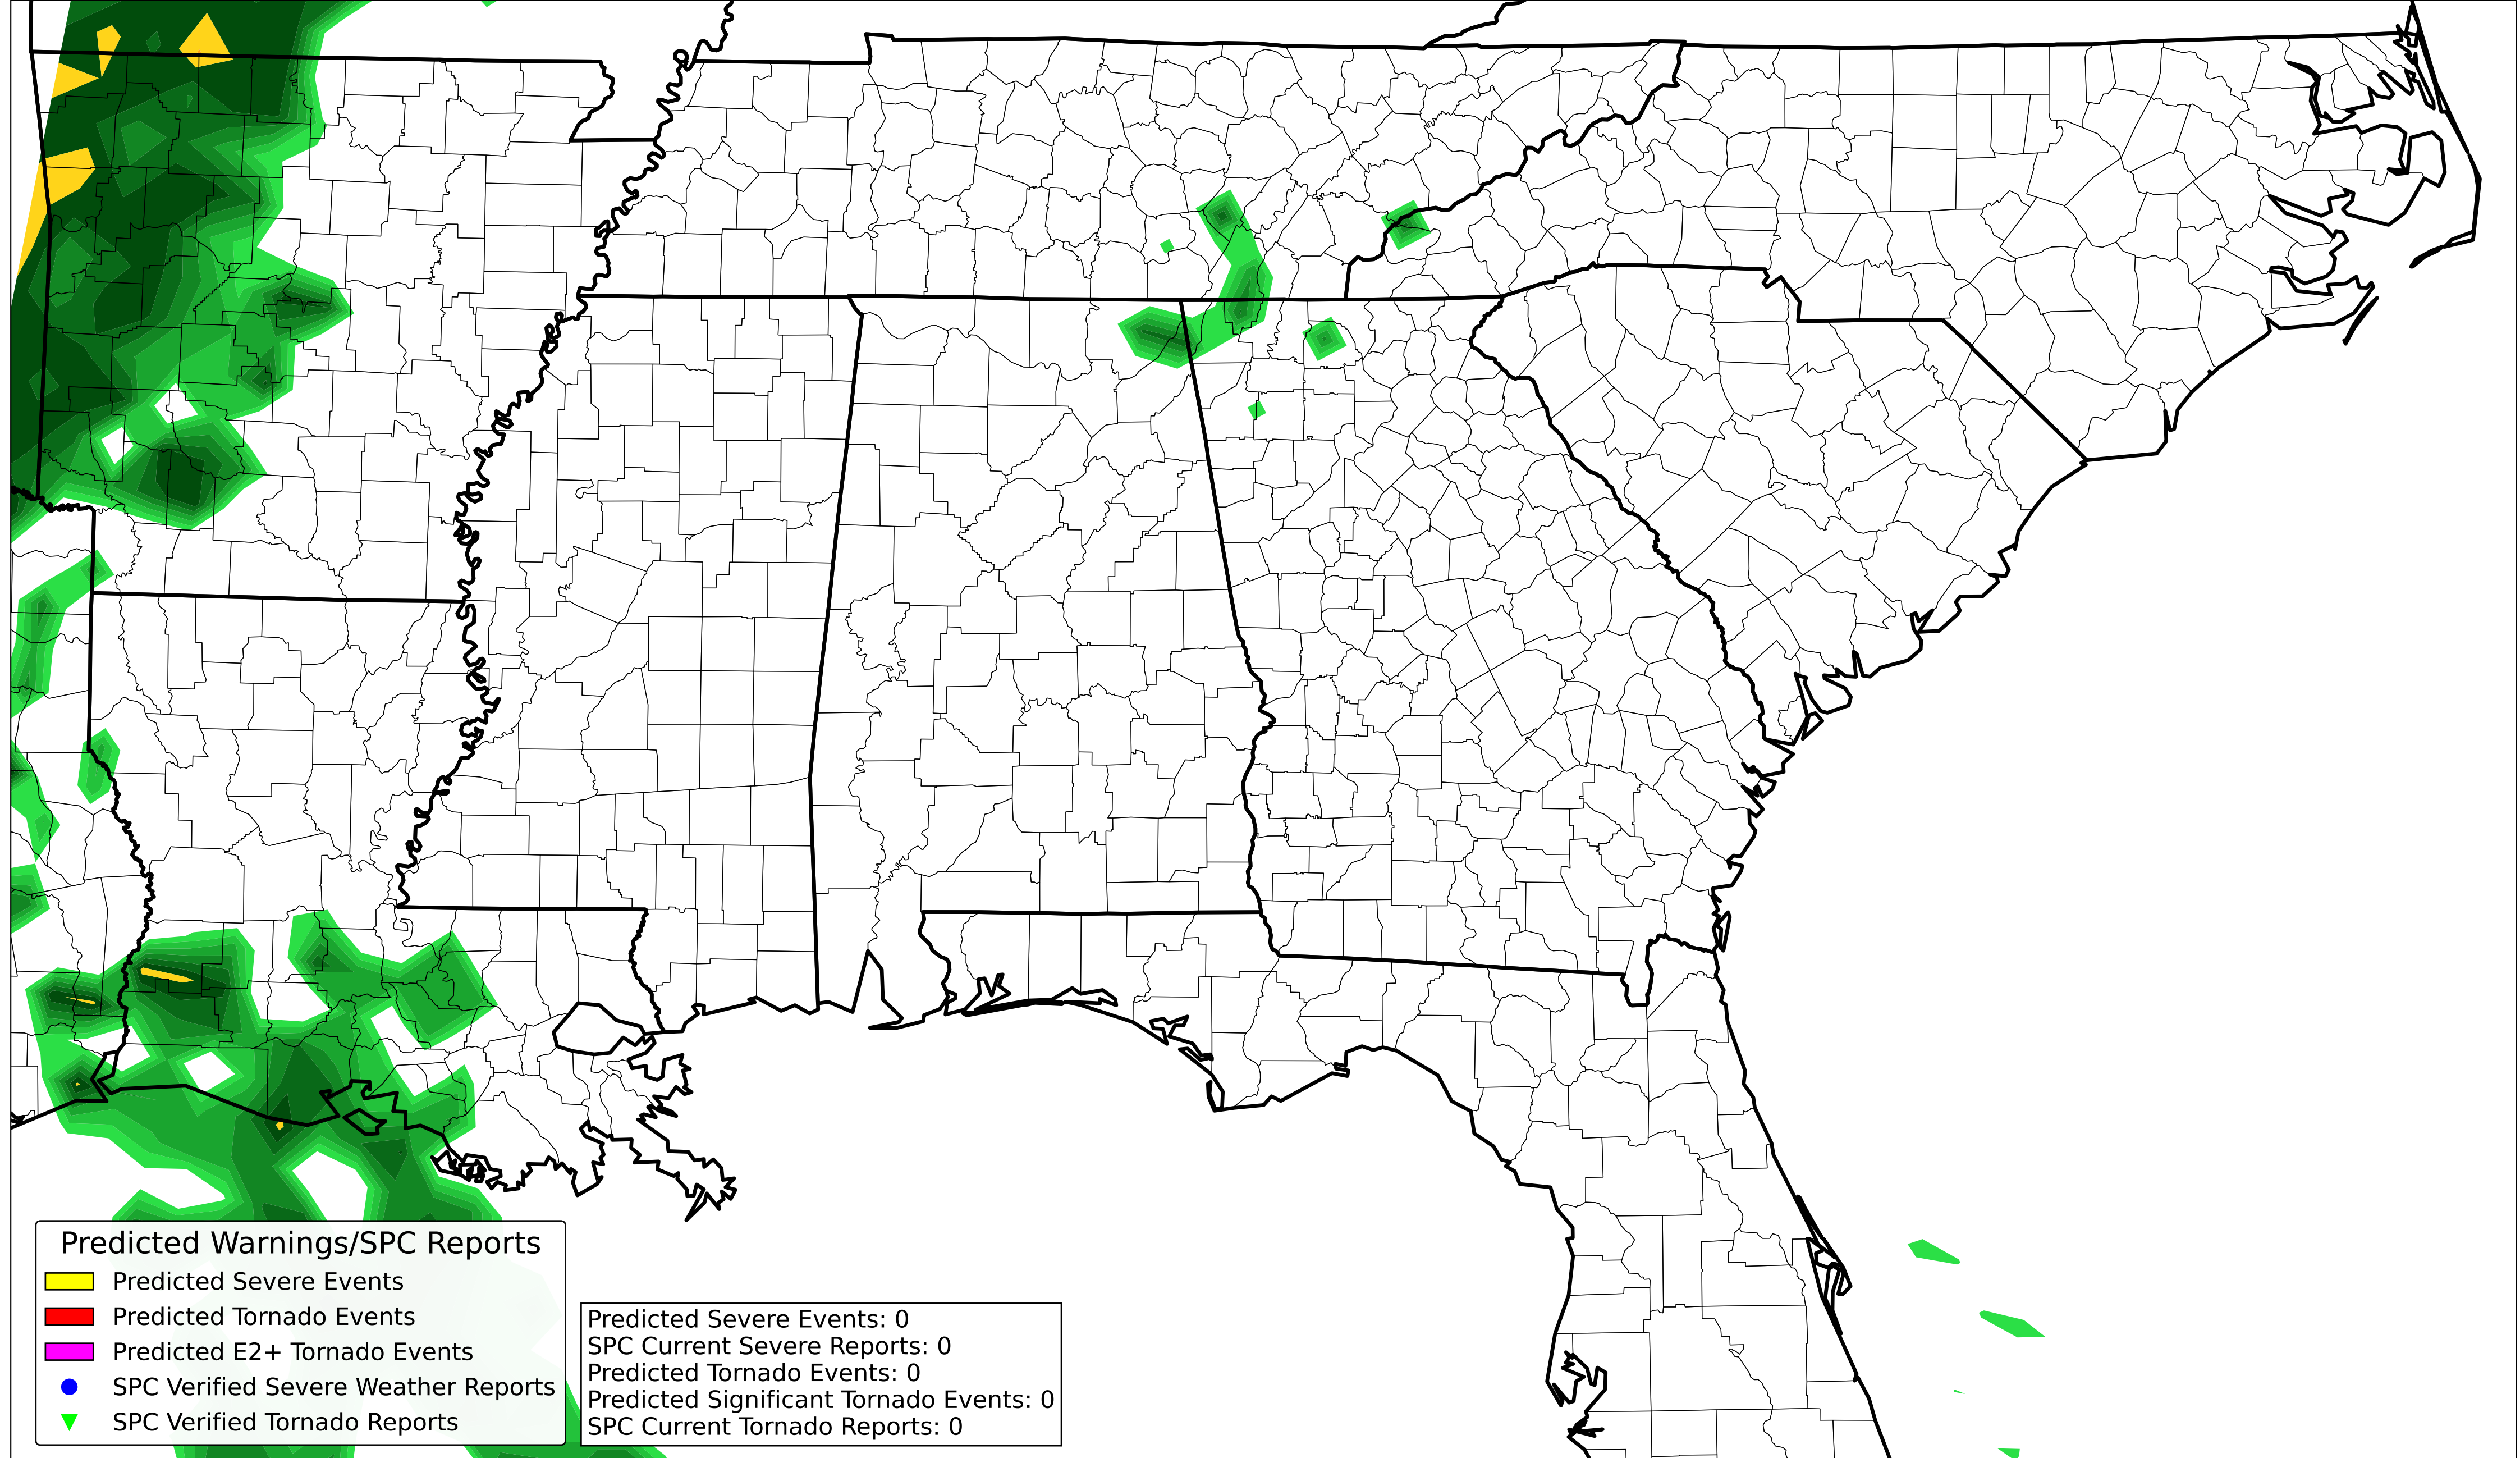 Predicted Warnings/SPC Reports
Predicted Severe Events
Predicted Tornado Events
Predicted E2+ Tornado Events
SPC Verified Severe Weather Reports
SPC Verified Tornado Reports
Predicted Severe Events: 0
SPC Current Severe Reports: 0
Predicted Tornado Events: 0
Predicted Significant Tornado Events: 0
SPC Current Tornado Reports: 0